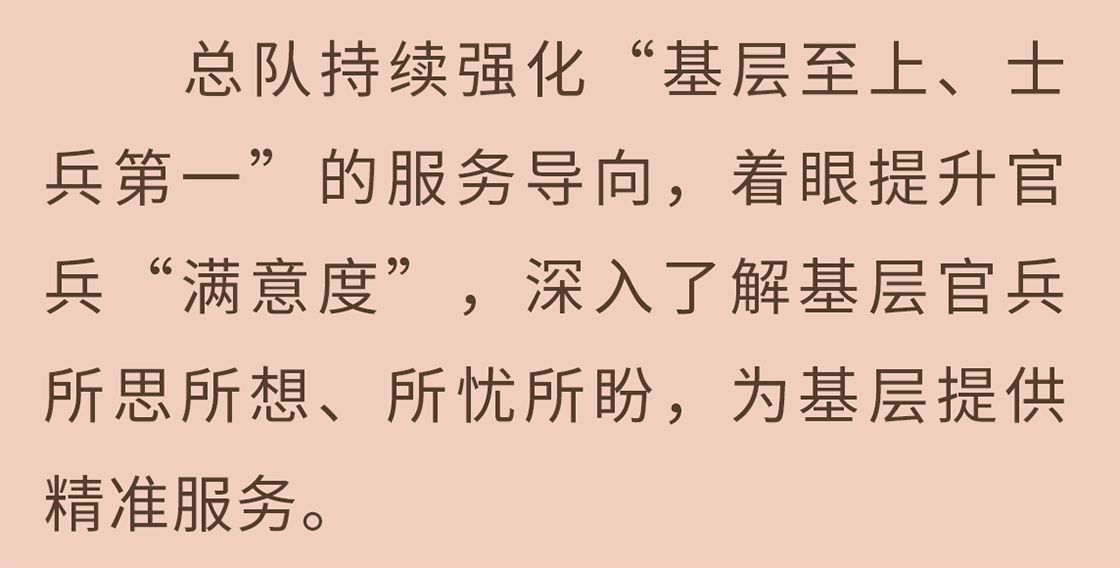 总队持续强化“基层至上、士
兵第一”的服务导向，着眼提升官
兵“满意度”，深入了解基层官兵
所思所想、所忧所盼，为基层提供
精准服务。